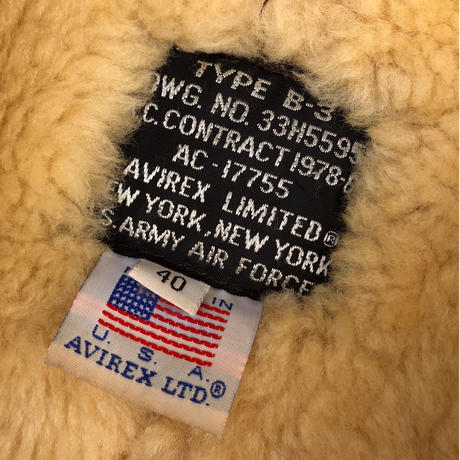 TYPE B-3
DWG. NO. 33H5595
C. CONTRACT 1978-
AC-17755
AVIREX LIMITED®
NEW YORK, NEW YORK
S. ARMY AIR FORCE
40
IN
U. S. A.
AVIREX LTD.®